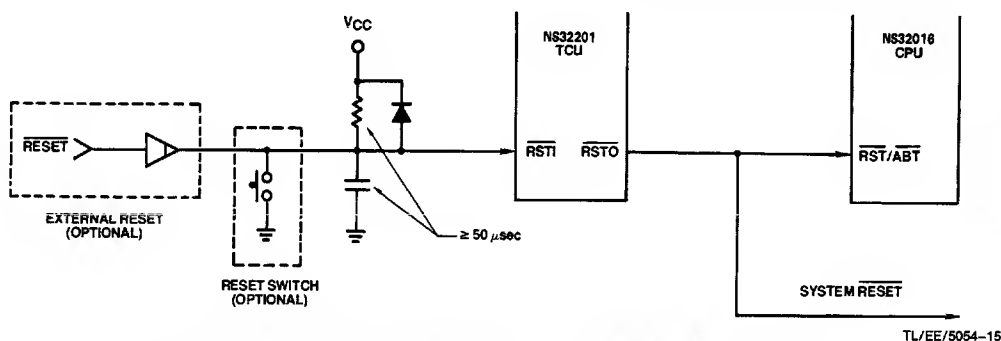 VCC
NS32201
TCU
NS32016
CPU
RESET
RSTI
RSTO
RST/ABT
EXTERNAL RESET
(OPTIONAL)
≥ 50 μsec
RESET SWITCH
(OPTIONAL)
SYSTEM RESET
TL/EE/5054–15